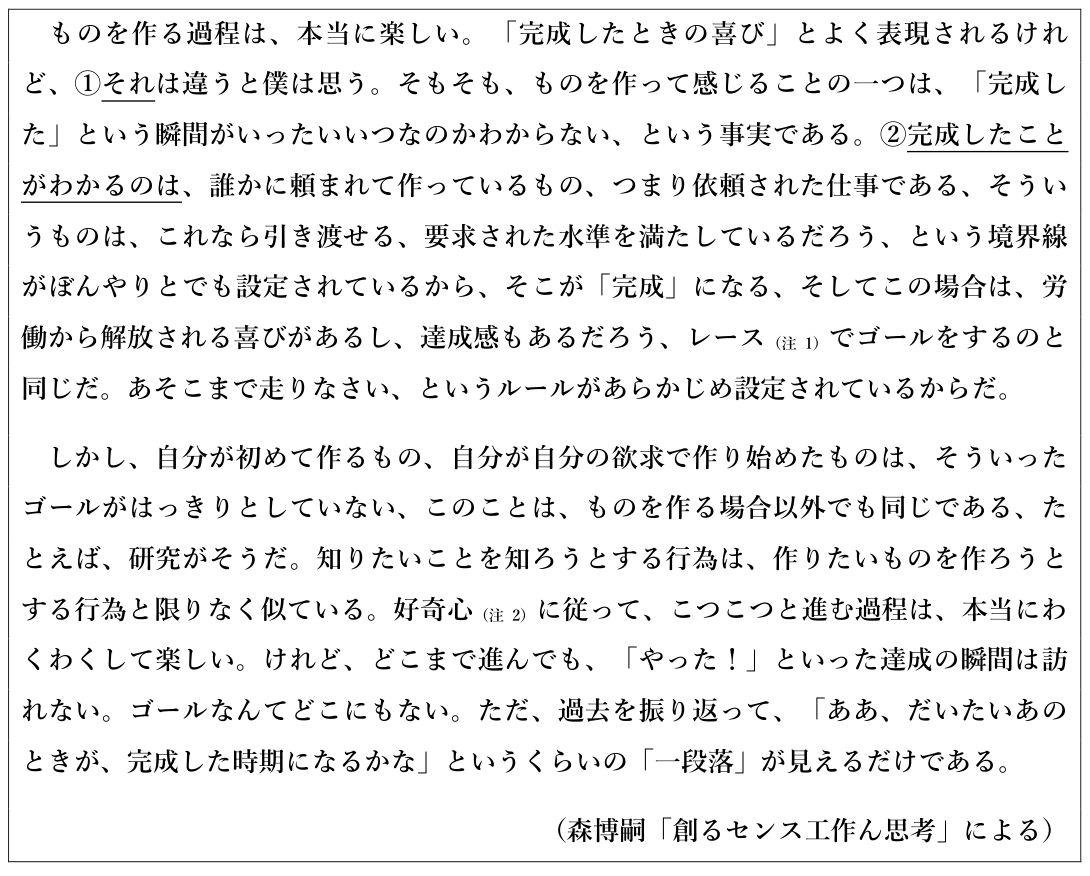 ものを作る過程は、本当に楽しい。「完成したときの喜び」とよく表現されるけれ
ど、①それは違うと僕は思う。そもそも、ものを作って感じることの一つは、「完成し
た」という瞬間がいったいいつなのかわからない、という事実である。②完成したこと
がわかるのは、誰かに頼まれて作っているもの、つまり依頼された仕事である、そうい
うものは、これなら引き渡せる、要求された水準を満たしているだろう、という境界線
がぼんやりとでも設定されているから、そこが「完成」になる、そしてこの場合は、労
働から解放される喜びがあるし、達成感もあるだろう、レース（注 1）でゴールをするのと
同じだ。あそこまで走りなさい、というルールがあらかじめ設定されているからだ。
しかし、自分が初めて作るもの、自分が自分の欲求で作り始めたものは、そういった
ゴールがはっきりとしていない、このことは、ものを作る場合以外でも同じである、た
とえば、研究がそうだ。知りたいことを知ろうとする行為は、作りたいものを作ろうと
する行為と限りなく似ている。好奇心（注 2）に従って、こつこつと進む過程は、本当にわ
くわくして楽しい。けれど、どこまで進んでも、「やった！」といった達成の瞬間は訪
れない。ゴールなんてどこにもない。ただ、過去を振り返って、「ああ、だいたいあの
ときが、完成した時期になるかな」というくらいの「一段落」が見えるだけである。
（森博嗣「創るセンス工作ん思考」による）